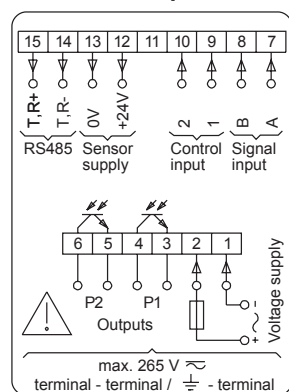 15 14 13 12 11 10 9 8 7
T,R+ T,R- 0V +24V 2 1 B A
RS485 Sensor supply Control input Signal input
6 5 4 3 2 1
P2 P1
Outputs
- +
Voltage supply
max. 265 V
terminal - terminal / - terminal